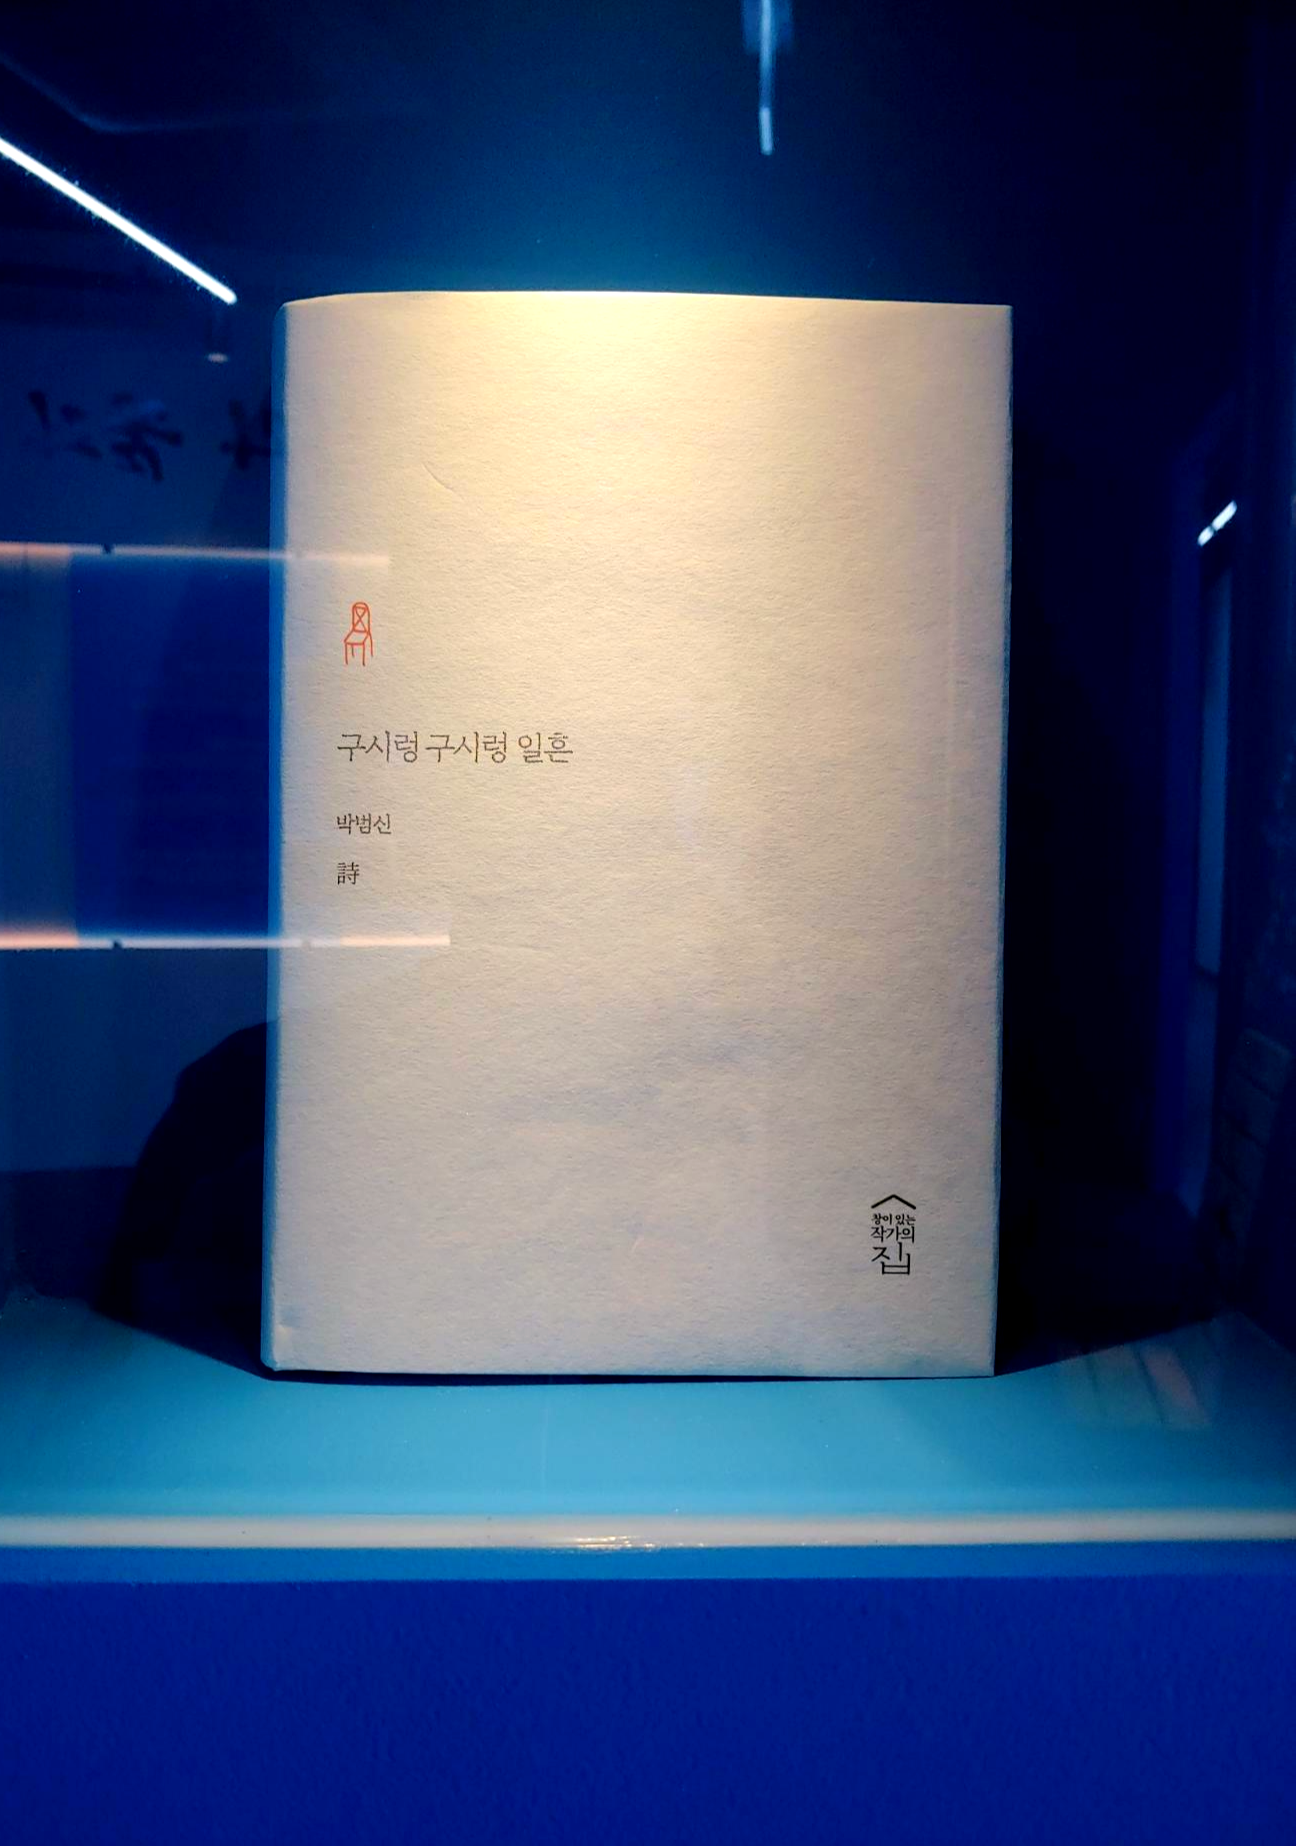 구시렁구시렁 일흔
박범신
詩
창이 있는
작가의
집